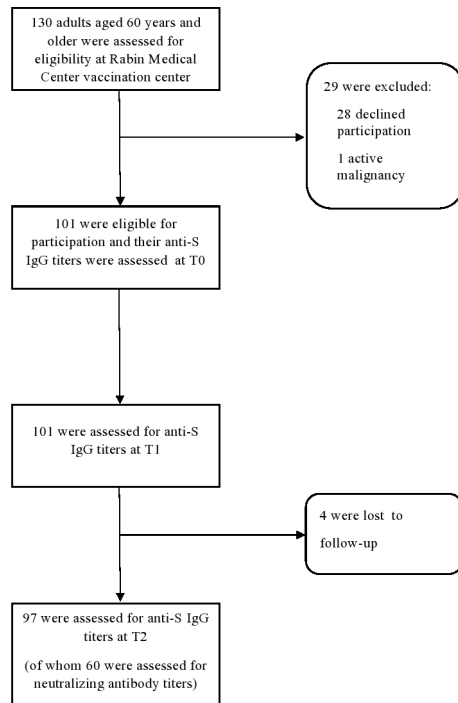 130 adults aged 60 years and
older were assessed for
eligibility at Rabin Medical
Center vaccination center
29 were excluded:
28 declined
participation
1 active
malignancy
101 were eligible for
participation and their anti-S
IgG titers were assessed at T0
101 were assessed for anti-S
IgG titers at T1
4 were lost to
follow-up
97 were assessed for anti-S IgG
titers at T2
(of whom 60 were assessed for
neutralizing antibody titers)